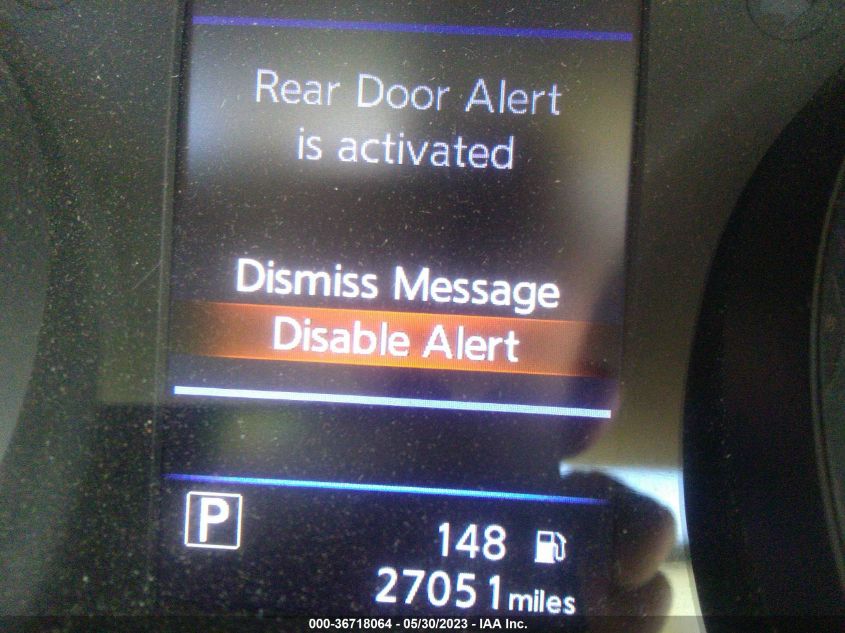 Rear Door Alert
is activated
Dismiss Message
Disable Alert
P
148
27051 miles
000-36718064 - 05/30/2023 - IAA Inc.